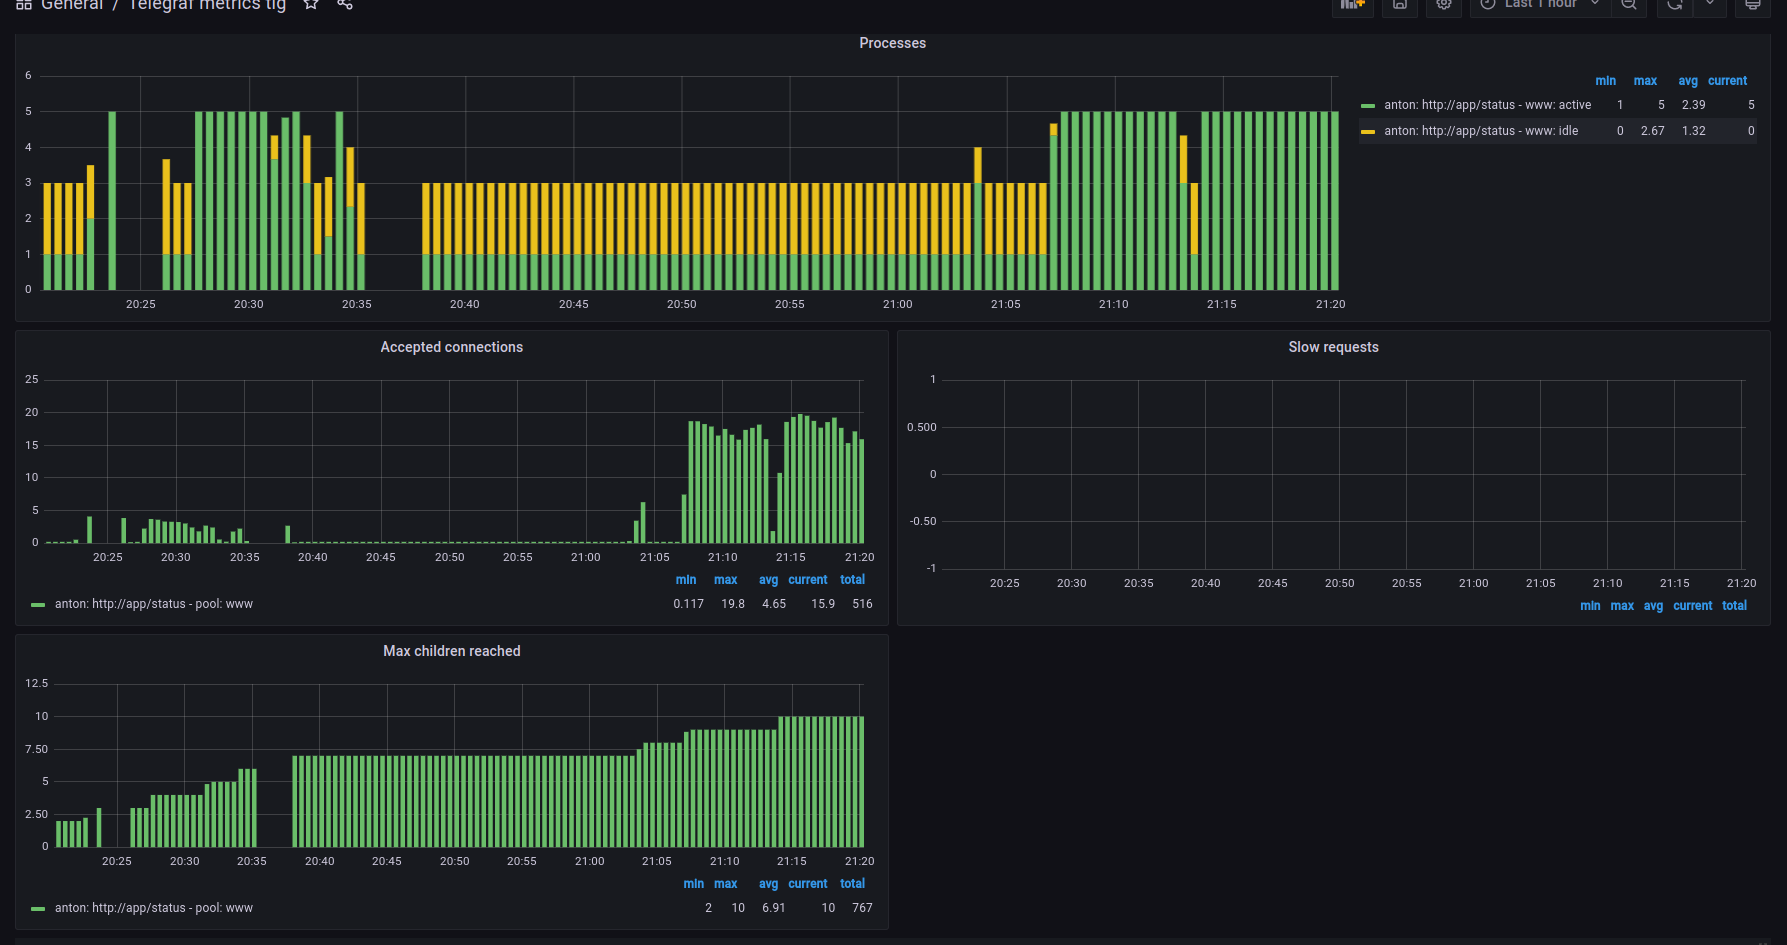 General / Telegraf metrics tig
Last 1 hour
Processes
6
5
4
3
2
1
0
20:25 20:30 20:35 20:40 20:45 20:50 20:55 21:00 21:05 21:10 21:15 21:20
min max avg current
anton: http://app/status - www: active 1 5 2.39 5
anton: http://app/status - www: idle 0 2.67 1.32 0
Accepted connections
25
20
15
10
5
0
20:25 20:30 20:35 20:40 20:45 20:50 20:55 21:00 21:05 21:10 21:15 21:20
min max avg current total
anton: http://app/status - pool: www 0.117 19.8 4.65 15.9 516
Slow requests
1
0.500
0
-0.50
-1
20:25 20:30 20:35 20:40 20:45 20:50 20:55 21:00 21:05 21:10 21:15 21:20
min max avg current total
Max children reached
12.5
10
7.50
5
2.50
0
20:25 20:30 20:35 20:40 20:45 20:50 20:55 21:00 21:05 21:10 21:15 21:20
min max avg current total
anton: http://app/status - pool: www 2 10 6.91 10 767